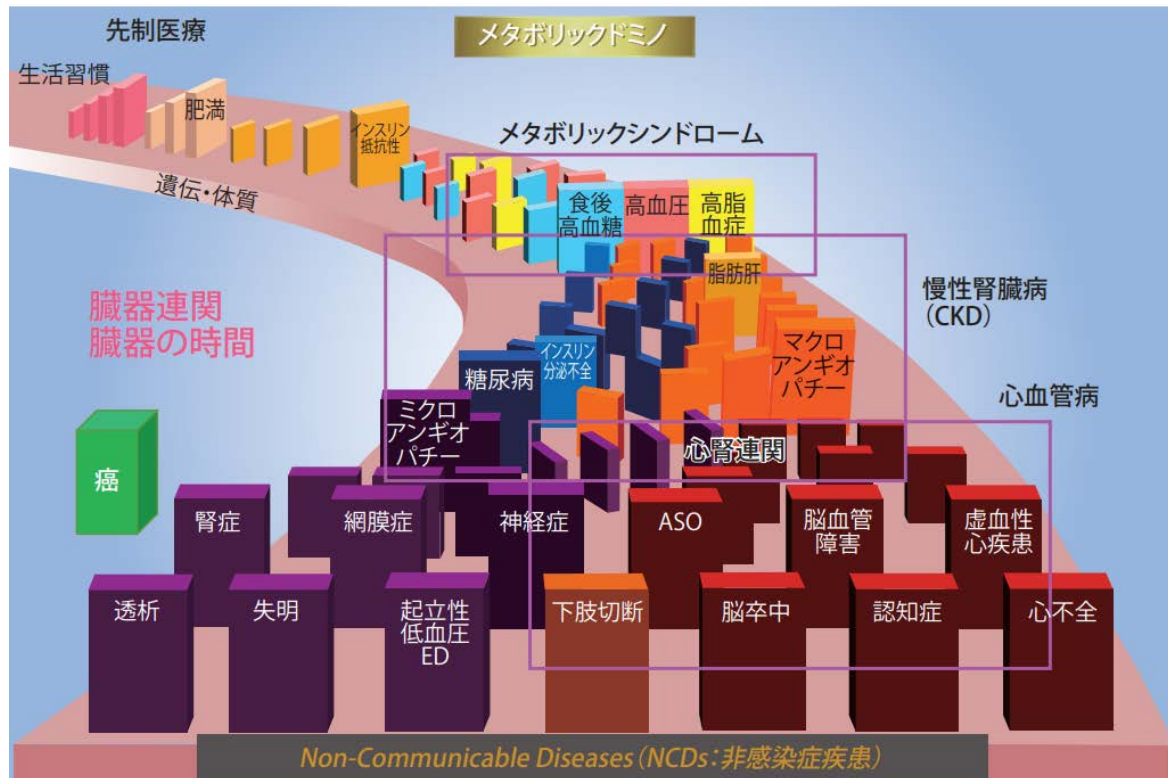 先制医療
メタボリックドミノ
生活習慣
肥満
インスリン
抵抗性
メタボリックシンドローム
遺伝・体質
食後
高血糖
高血圧
高脂
血症
脂肪肝
臓器連関
臓器の時間
慢性腎臓病
(CKD)
マクロ
アンギオ
パチー
インスリン
分泌不全
糖尿病
心血管病
ミクロ
アンギオ
パチー
心腎連関
癌
腎症
網膜症
神経症
ASO
脳血管
障害
虚血性
心疾患
透析
失明
起立性
低血圧
ED
下肢切断
脳卒中
認知症
心不全
Non-Communicable Diseases (NCDs:非感染症疾患)